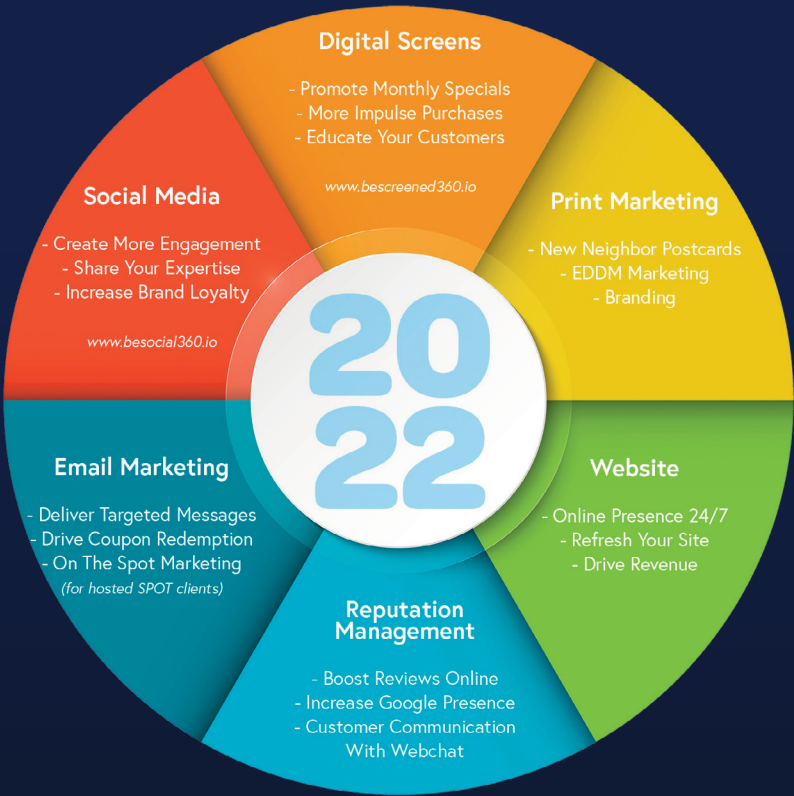 Digital Screens
- Promote Monthly Specials
- More Impulse Purchases
- Educate Your Customers
www.bescreened360.io
Print Marketing
- New Neighbor Postcards
- EDDM Marketing
- Branding
Website
- Online Presence 24/7
- Refresh Your Site
- Drive Revenue
Reputation
Management
- Boost Reviews Online
- Increase Google Presence
- Customer Communication
With Webchat
Email Marketing
- Deliver Targeted Messages
- Drive Coupon Redemption
- On The Spot Marketing
(for hosted SPOT clients)
Social Media
- Create More Engagement
- Share Your Expertise
- Increase Brand Loyalty
www.besocial360.io
20
22